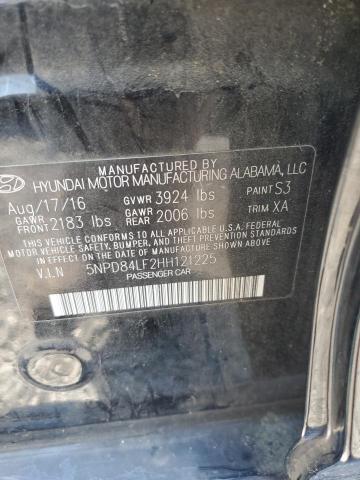 MANUFACTURED BY
HYUNDAI MOTOR MANUFACTURING ALABAMA, LLC
Aug/17/16 GVWR 3924 lbs PAINT S3
GAWR FRONT 2183 lbs GAWR REAR 2006 lbs TRIM XA
THIS VEHICLE CONFORMS TO ALL APPLICABLE U.S.A. FEDERAL
MOTOR VEHICLE SAFETY, BUMPER, AND THEFT PREVENTION STANDARDS
IN EFFECT ON THE DATE OF MANUFACTURE SHOWN ABOVE.
V.I.N 5NPD84LF2HH121225
PASSENGER CAR